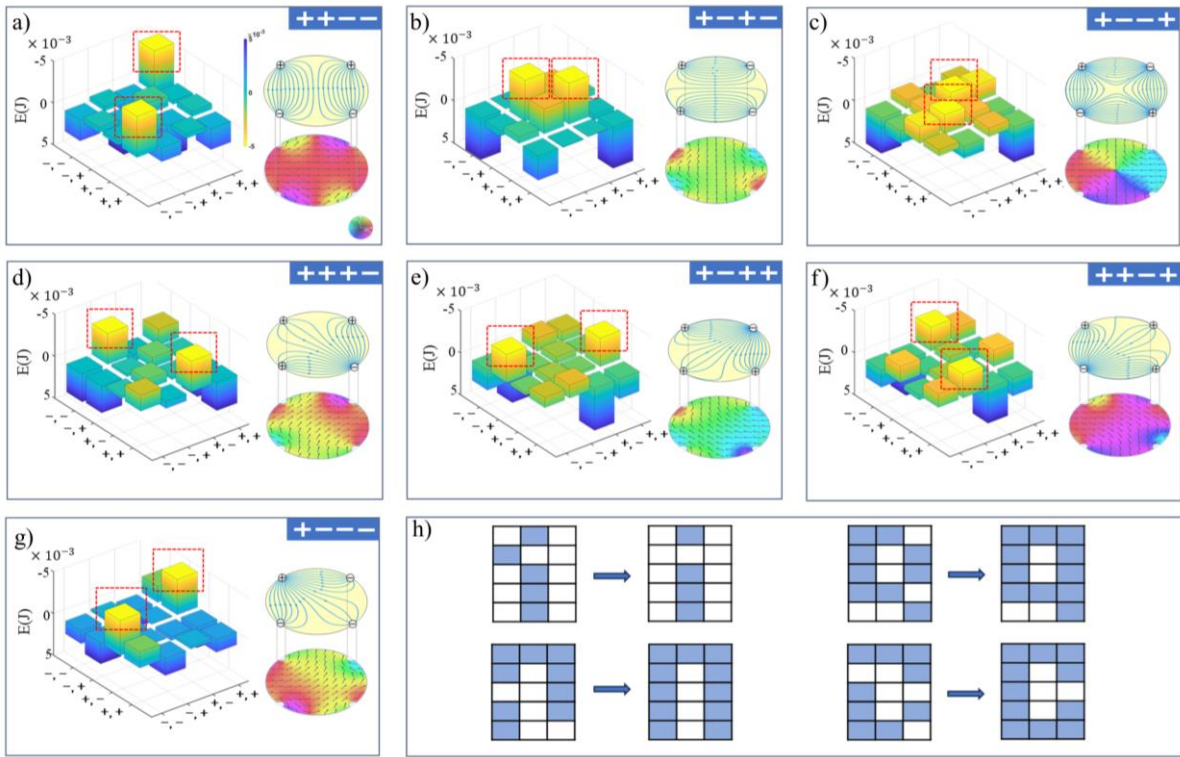 a)
+ + − −
× 10⁻³
-5
0
5
E(J)
−, − −, + +, +
−, − −, + +, +
-5
b)
+ − + −
× 10⁻³
-5
0
5
E(J)
−, − −, + +, +
−, − −, + +, +
c)
+ − − +
× 10⁻³
-5
0
5
E(J)
−, − −, + +, +
−, − −, + +, +
d)
+ + + −
× 10⁻³
-5
0
5
E(J)
−, − −, + +, +
−, − −, + +, +
e)
+ − + +
× 10⁻³
-5
0
5
E(J)
−, − −, + +, +
−, − −, + +, +
f)
+ + − +
× 10⁻³
-5
0
5
E(J)
−, − −, + +, +
−, − −, + +, +
g)
+ − − −
× 10⁻³
-5
0
5
E(J)
−, − −, + +, +
−, − −, + +, +
h)